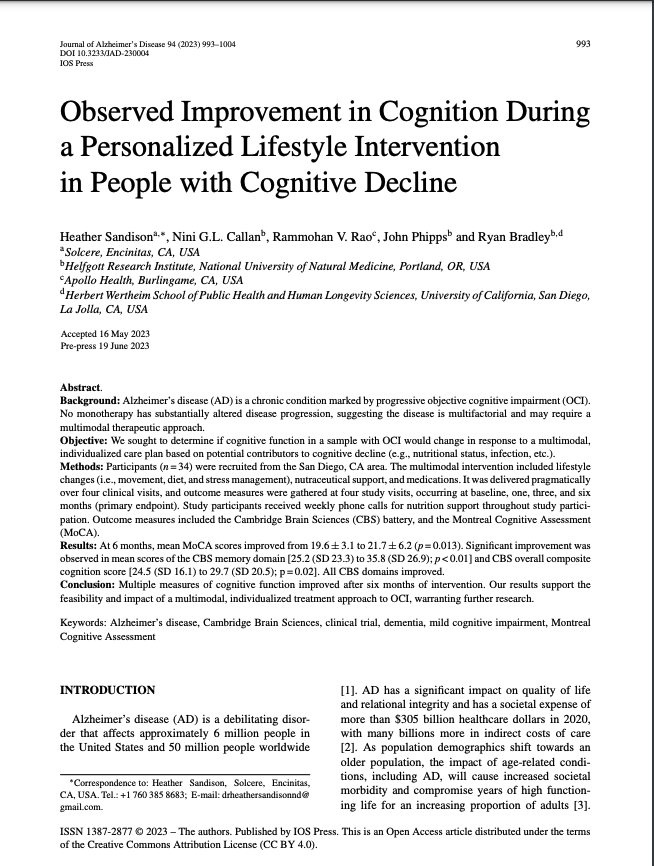 Journal of Alzheimer's Disease 94 (2023) 993–1004
DOI 10.3233/JAD-230004
IOS Press
993
Observed Improvement in Cognition During
a Personalized Lifestyle Intervention
in People with Cognitive Decline
Heather Sandisonᵃ,*, Nini G.L. Callanᵇ, Rammohan V. Raoᶜ, John Phippsᵇ and Ryan Bradleyᵇ,ᵈ
ᵃSolcere, Encinitas, CA, USA
ᵇHelfgott Research Institute, National University of Natural Medicine, Portland, OR, USA
ᶜApollo Health, Burlingame, CA, USA
ᵈHerbert Wertheim School of Public Health and Human Longevity Sciences, University of California, San Diego,
La Jolla, CA, USA
Accepted 16 May 2023
Pre-press 19 June 2023
Abstract.
Background: Alzheimer's disease (AD) is a chronic condition marked by progressive objective cognitive impairment (OCI).
No monotherapy has substantially altered disease progression, suggesting the disease is multifactorial and may require a
multimodal therapeutic approach.
Objective: We sought to determine if cognitive function in a sample with OCI would change in response to a multimodal,
individualized care plan based on potential contributors to cognitive decline (e.g., nutritional status, infection, etc.).
Methods: Participants (n = 34) were recruited from the San Diego, CA area. The multimodal intervention included lifestyle
changes (i.e., movement, diet, and stress management), nutraceutical support, and medications. It was delivered pragmatically
over four clinical visits, and outcome measures were gathered at four study visits, occurring at baseline, one, three, and six
months (primary endpoint). Study participants received weekly phone calls for nutrition support throughout study partici-
pation. Outcome measures included the Cambridge Brain Sciences (CBS) battery, and the Montreal Cognitive Assessment
(MoCA).
Results: At 6 months, mean MoCA scores improved from 19.6 ± 3.1 to 21.7 ± 6.2 (p = 0.013). Significant improvement was
observed in mean scores of the CBS memory domain [25.2 (SD 23.3) to 35.8 (SD 26.9); p < 0.01] and CBS overall composite
cognition score [24.5 (SD 16.1) to 29.7 (SD 20.5); p = 0.02]. All CBS domains improved.
Conclusion: Multiple measures of cognitive function improved after six months of intervention. Our results support the
feasibility and impact of a multimodal, individualized treatment approach to OCI, warranting further research.
Keywords: Alzheimer's disease, Cambridge Brain Sciences, clinical trial, dementia, mild cognitive impairment, Montreal
Cognitive Assessment
INTRODUCTION
Alzheimer's disease (AD) is a debilitating disor-
der that affects approximately 6 million people in
the United States and 50 million people worldwide
*Correspondence to: Heather Sandison, Solcere, Encinitas,
CA, USA. Tel.: +1 760 385 8683; E-mail: drheathersandisonnd@
gmail.com.
[1]. AD has a significant impact on quality of life
and relational integrity and has a societal expense of
more than $305 billion healthcare dollars in 2020,
with many billions more in indirect costs of care
[2]. As population demographics shift towards an
older population, the impact of age-related condi-
tions, including AD, will cause increased societal
morbidity and compromise years of high function-
ing life for an increasing proportion of adults [3].
ISSN 1387-2877 © 2023 – The authors. Published by IOS Press. This is an Open Access article distributed under the terms
of the Creative Commons Attribution License (CC BY 4.0).